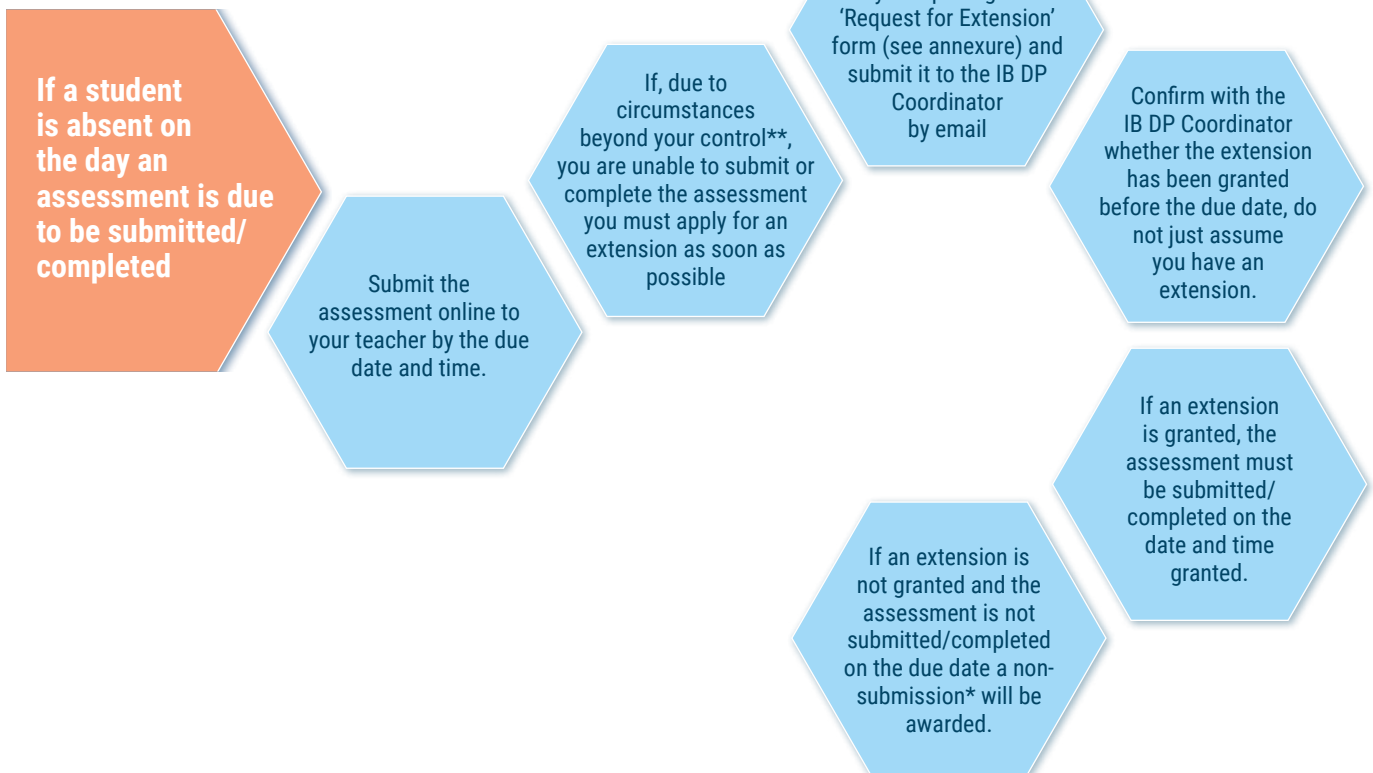 If a student
is absent on
the day an
assessment is due
to be submitted/
completed
Submit the
assessment online to
your teacher by the due
date and time.
If, due to
circumstances
beyond your control**,
you are unable to submit or
complete the assessment
you must apply for an
extension as soon as
possible
‘Request for Extension’
form (see annexure) and
submit it to the IB DP
Coordinator
by email
Confirm with the
IB DP Coordinator
whether the extension
has been granted
before the due date, do
not just assume
you have an
extension.
If an extension
is granted, the
assessment must
be submitted/
completed on the
date and time
granted.
If an extension is
not granted and the
assessment is not
submitted/completed
on the due date a non-
submission* will be
awarded.